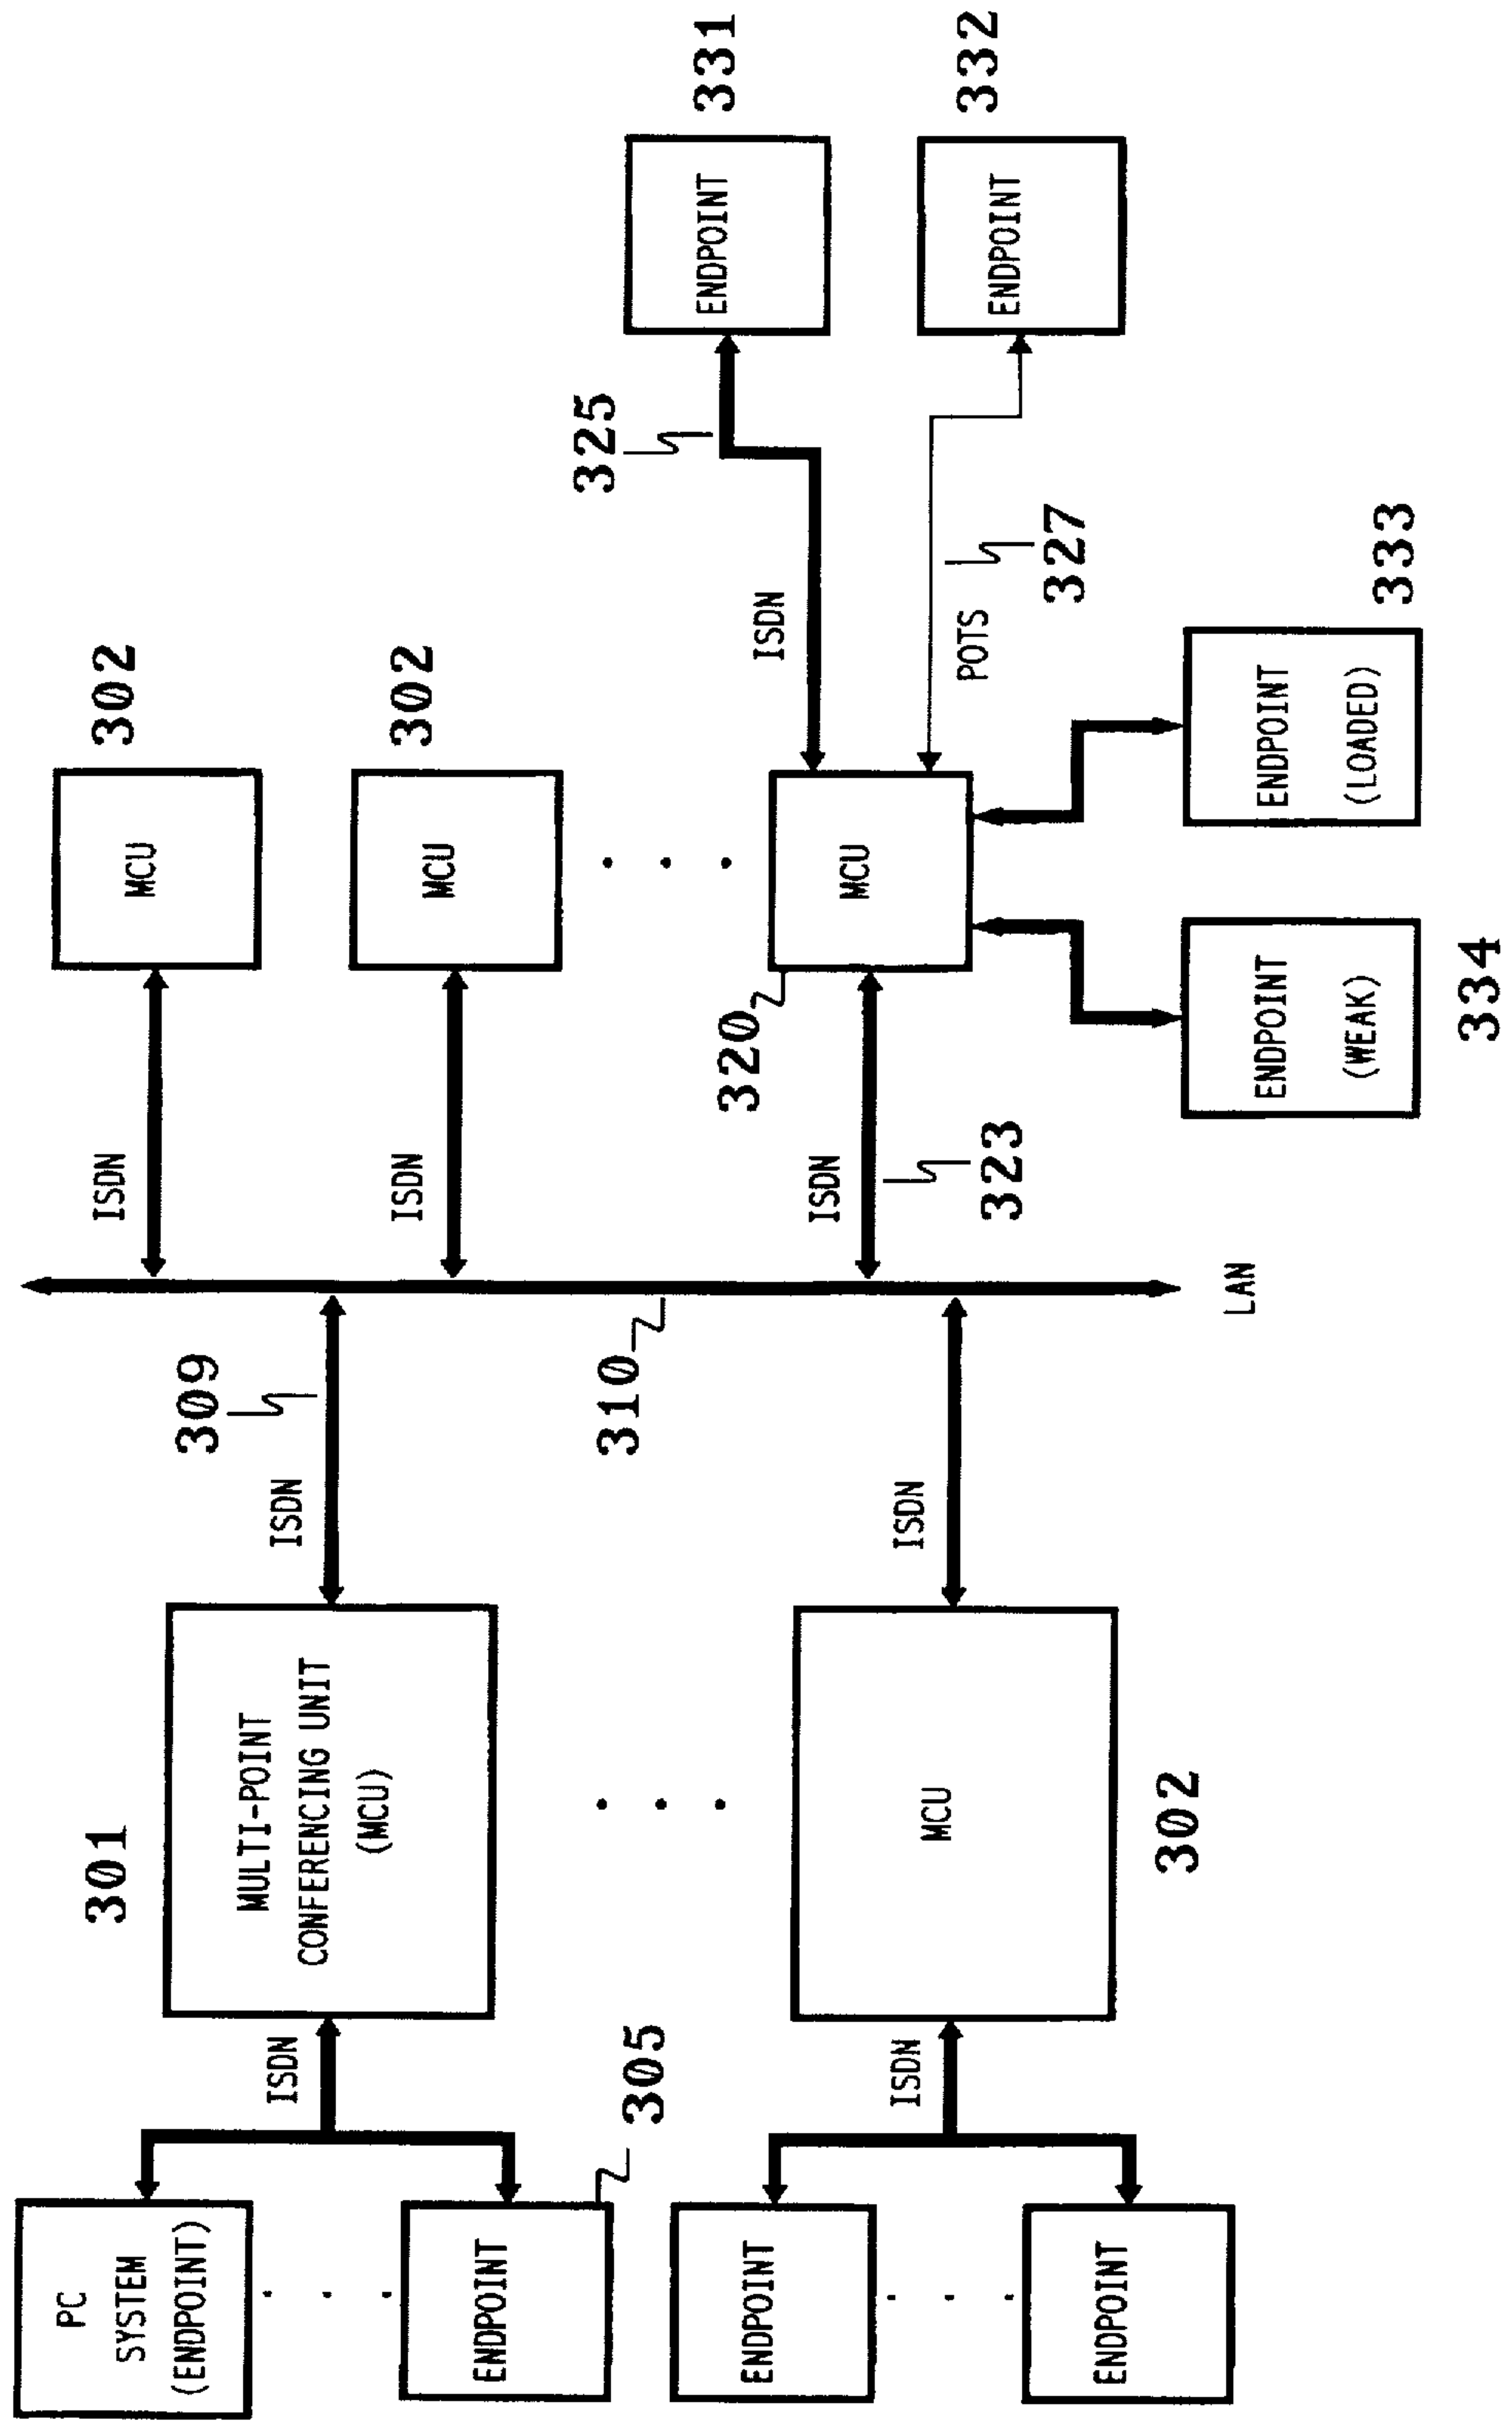 301
302
302
PC
SYSTEM
(ENDPOINT)
ISDN
MULTI-POINT
CONFERENCING UNIT
(MCU)
ISDN
309
ISDN
MCU
ENDPOINT
305
ISDN
MCU
310
320
325
ISDN
ENDPOINT
331
ENDPOINT
ISDN
MCU
302
ISDN
ISDN
323
MCU
POTS
327
ENDPOINT
332
ENDPOINT
LAN
ENDPOINT
(WEAK)
334
ENDPOINT
(LOADED)
333